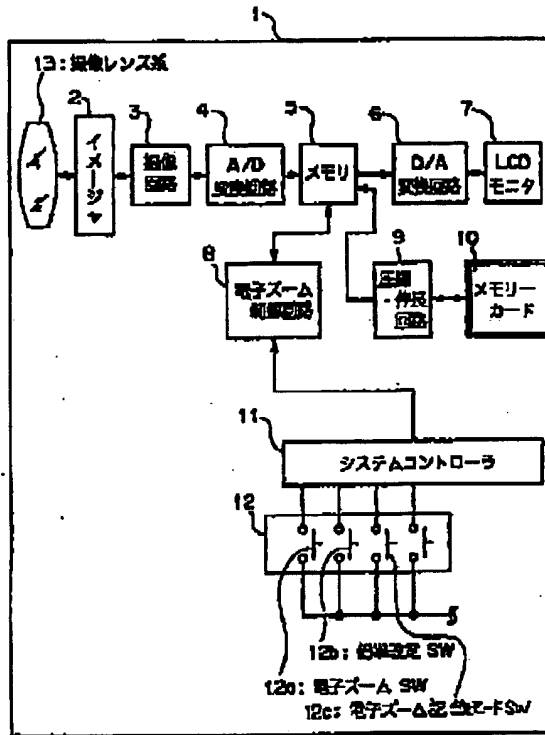 1
13:撮像レンズ系
2
3
4
5
6
7
イメージャ
撮像
回路
A/D
変換回路
メモリ
D/A
変換回路
LCD
モニタ
8
電子ズーム
制御回路
9
圧縮
・伸長
回路
10
メモリー
カード
11
システムコントローラ
12
12b:倍率設定 SW
12a:電子ズーム SW
12c:電子ズーム記録モードSW